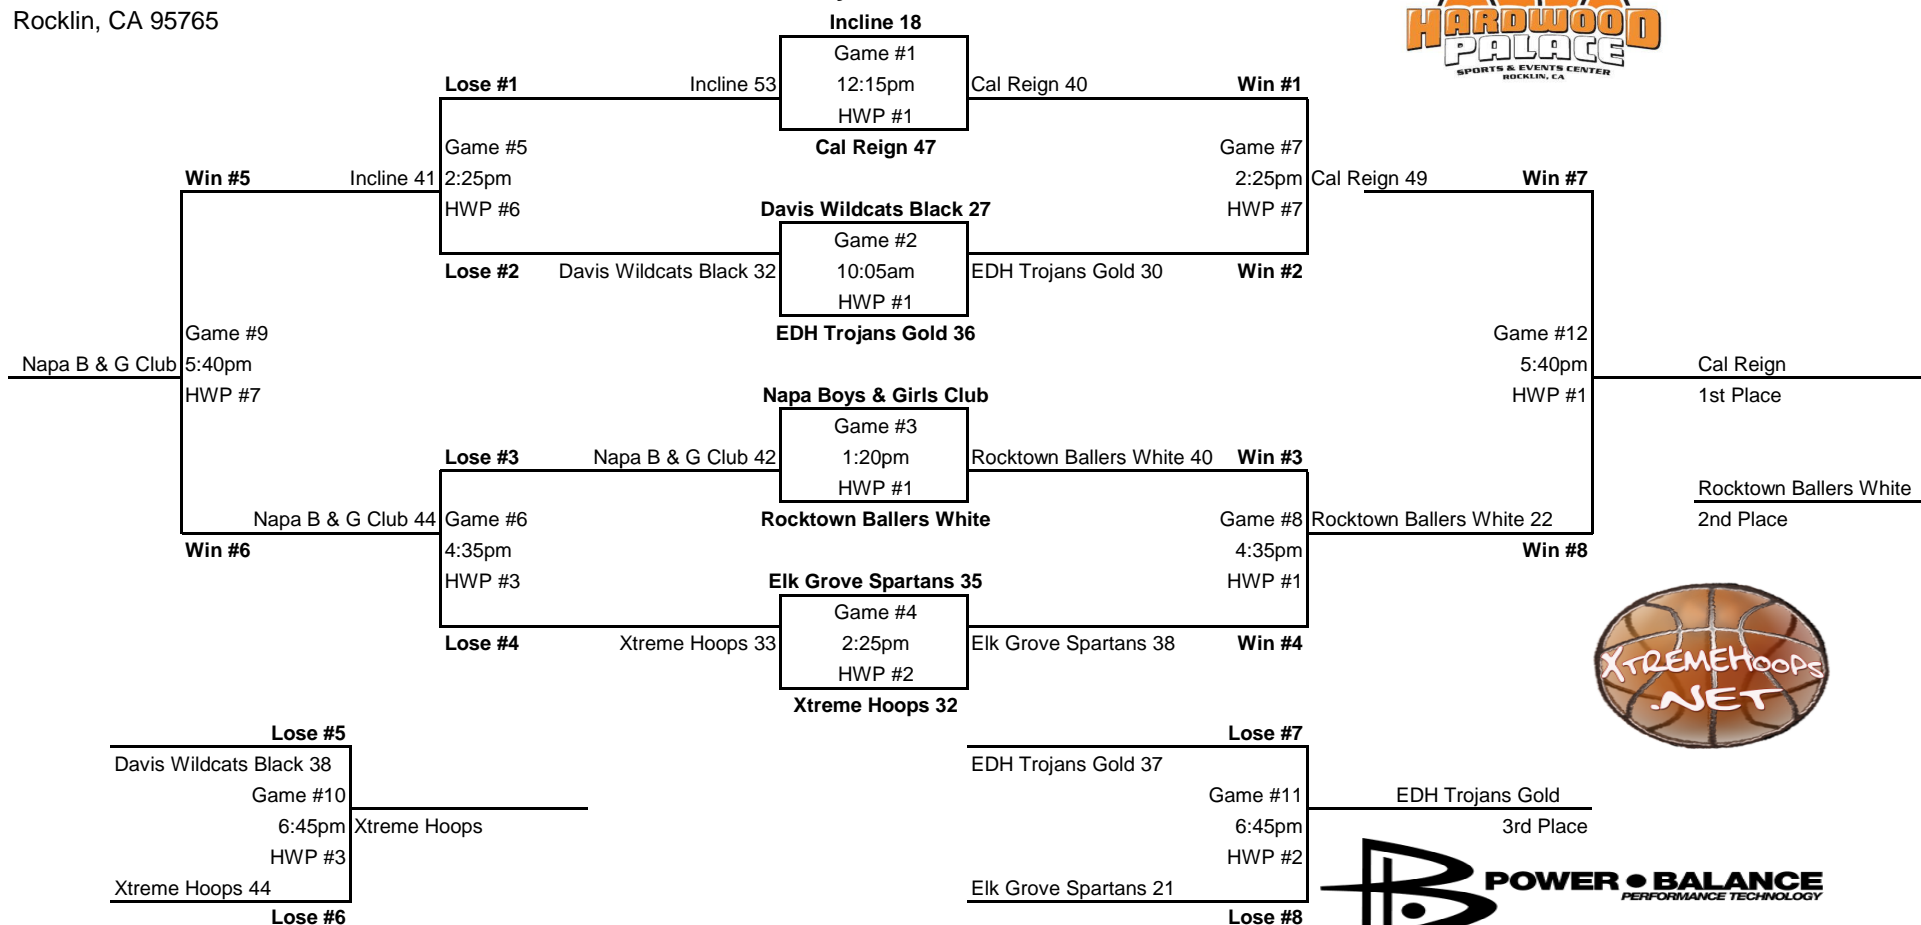 Rocklin, CA 95765
HARDWOOD
PALACE
SPORTS & EVENTS CENTER
ROCKLIN, CA
Incline 18
Game #1
12:15pm
HWP #1
Cal Reign 47
Lose #1
Incline 53
Cal Reign 40
Win #1
Game #5
2:25pm
HWP #6
Game #7
2:25pm
HWP #7
Win #5
Incline 41
Cal Reign 49
Win #7
Davis Wildcats Black 27
Game #2
10:05am
HWP #1
EDH Trojans Gold 36
Lose #2
Davis Wildcats Black 32
EDH Trojans Gold 30
Win #2
Game #9
5:40pm
HWP #7
Napa B & G Club
Game #12
5:40pm
HWP #1
Cal Reign
1st Place
Napa Boys & Girls Club
Game #3
1:20pm
HWP #1
Rocktown Ballers White
Lose #3
Napa B & G Club 42
Rocktown Ballers White 40
Win #3
Rocktown Ballers White
2nd Place
Napa B & G Club 44
Win #6
Game #6
4:35pm
HWP #3
Game #8
4:35pm
HWP #1
Rocktown Ballers White 22
Win #8
Elk Grove Spartans 35
Game #4
2:25pm
HWP #2
Xtreme Hoops 32
Lose #4
Xtreme Hoops 33
Elk Grove Spartans 38
Win #4
XTREMEHOOPS
.NET
Lose #5
Davis Wildcats Black 38
Game #10
6:45pm
HWP #3
Xtreme Hoops
Xtreme Hoops 44
Lose #6
Lose #7
EDH Trojans Gold 37
Game #11
6:45pm
HWP #2
EDH Trojans Gold
3rd Place
Elk Grove Spartans 21
Lose #8
POWER BALANCE
PERFORMANCE TECHNOLOGY